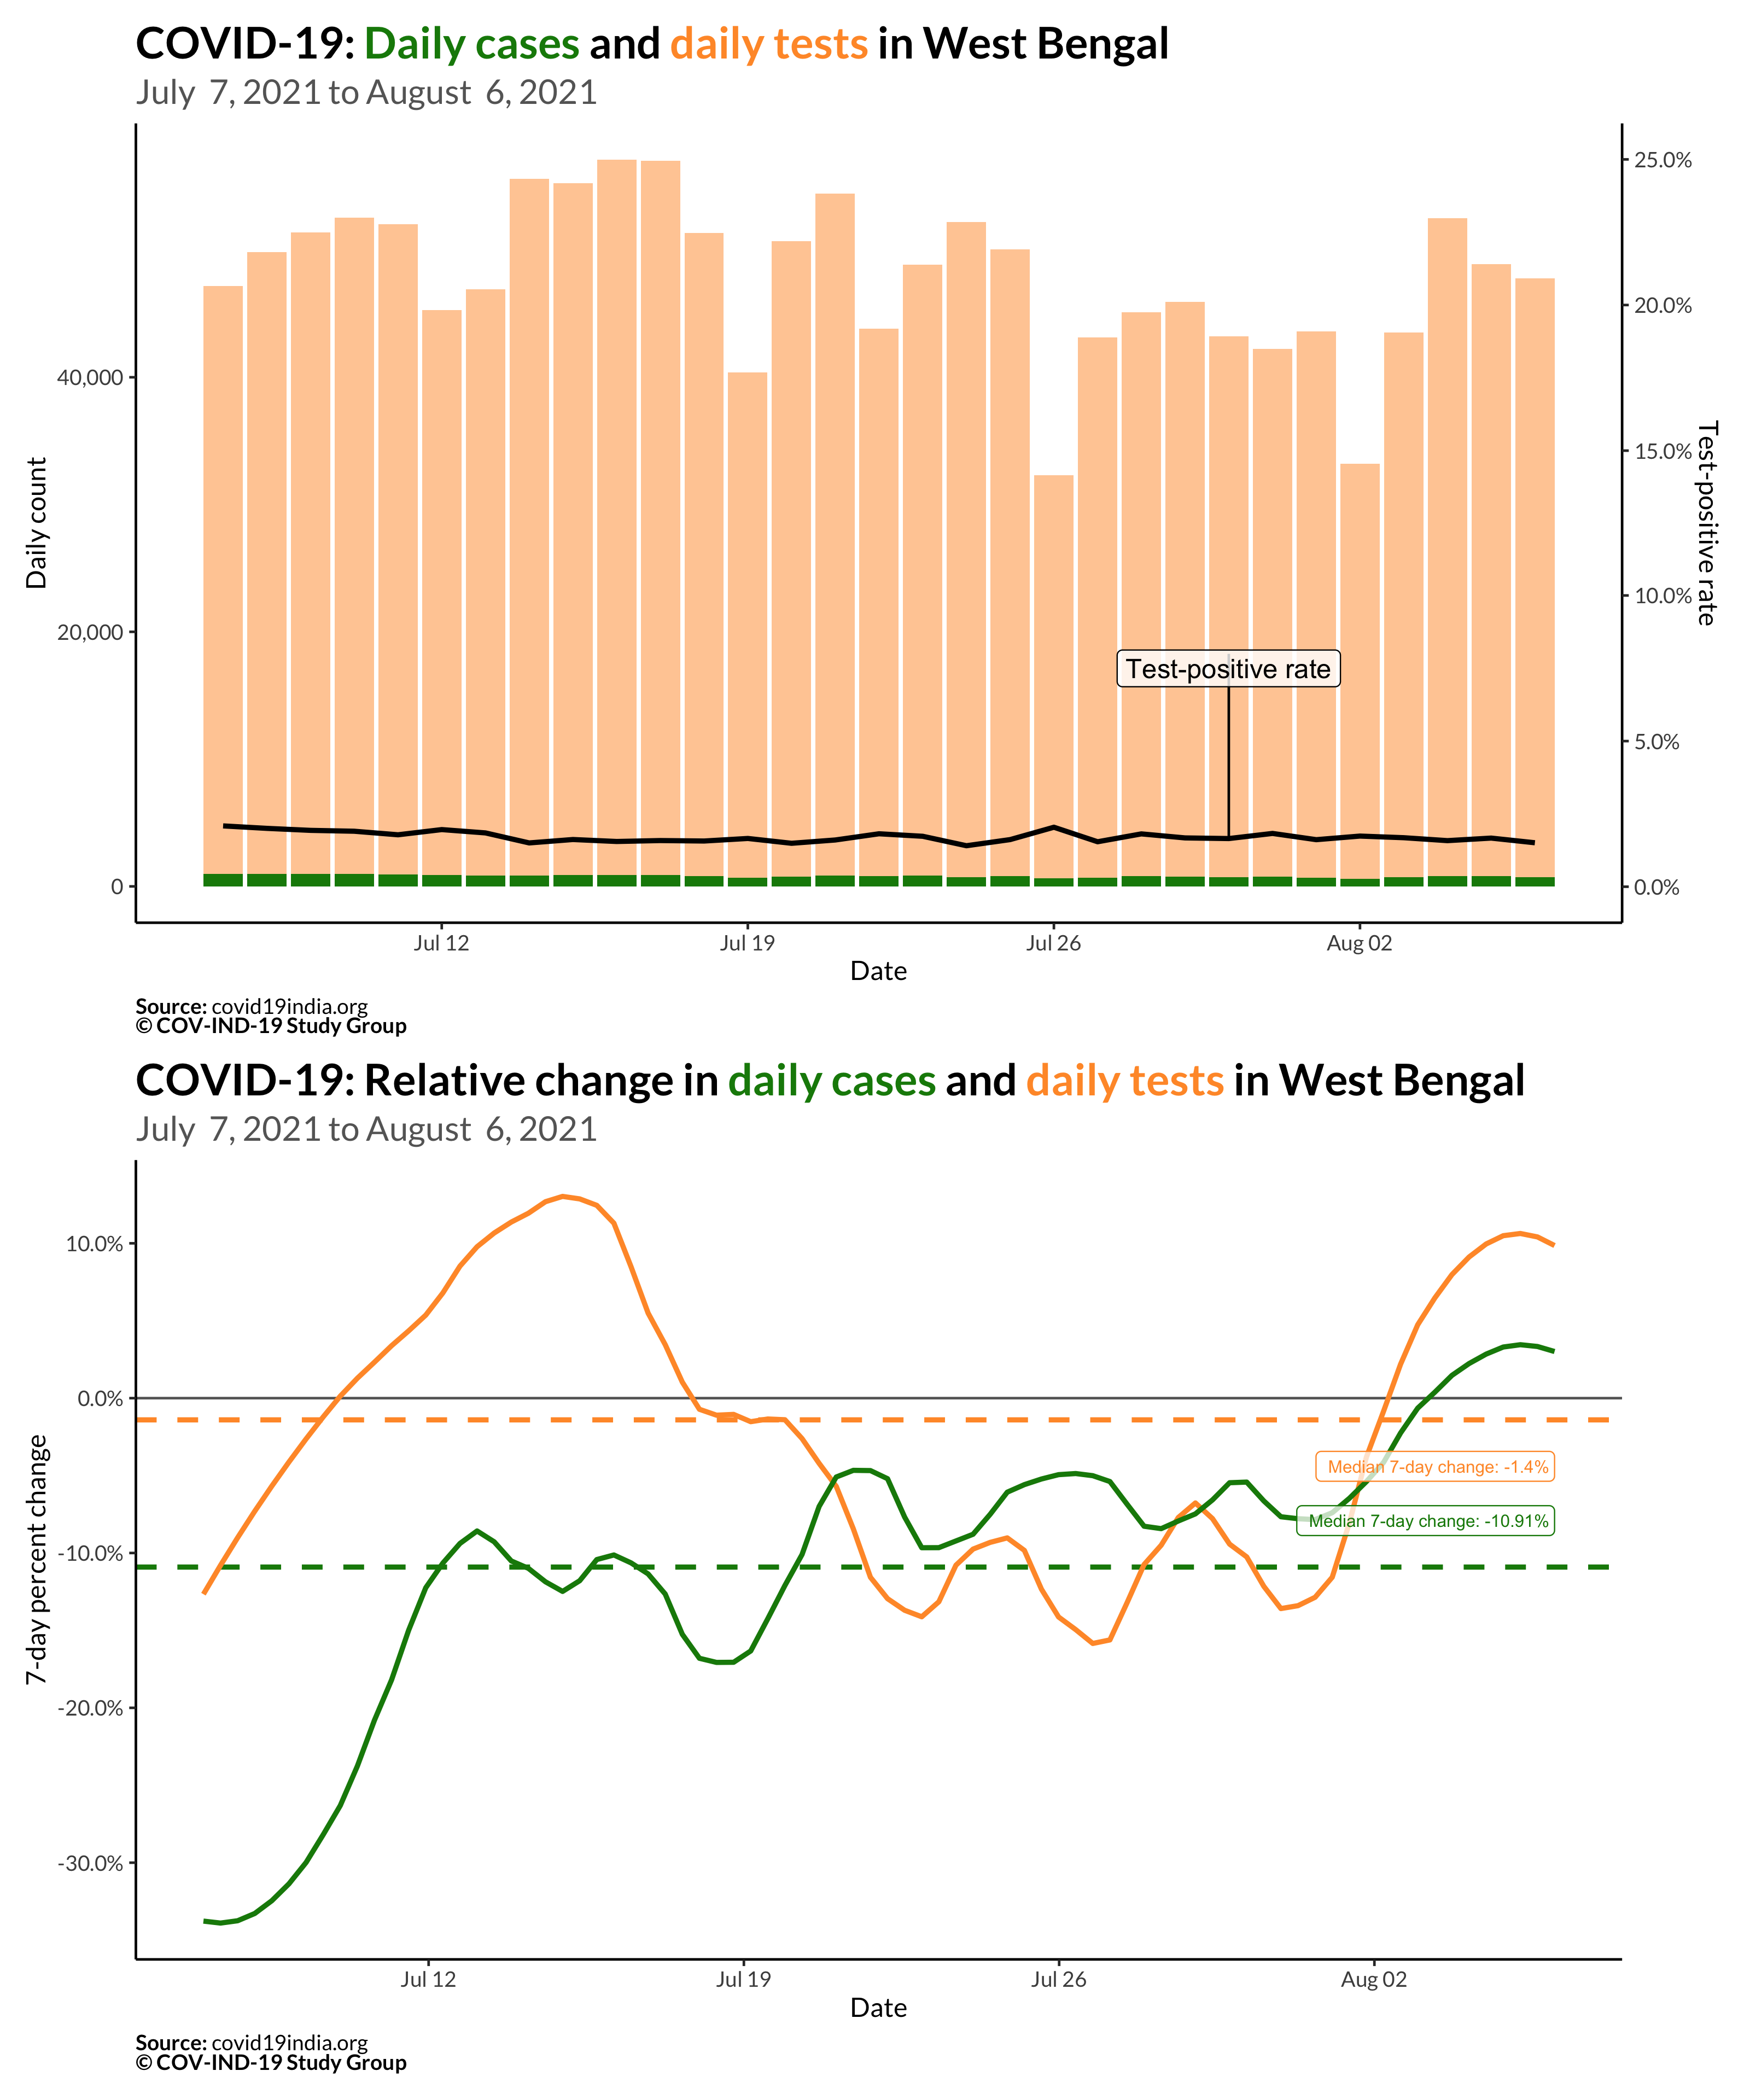 COVID-19: Daily cases and daily tests in West Bengal
July 7, 2021 to August 6, 2021
25.0%
20.0%
40,000
15.0%
Test-positive rate
Daily count
10.0%
20,000
Test-positive rate
5.0%
0
0.0%
Jul 12
Jul 19
Jul 26
Aug 02
Date
Source: covid19india.org
© COV-IND-19 Study Group
COVID-19: Relative change in daily cases and daily tests in West Bengal
July 7, 2021 to August 6, 2021
10.0%
0.0%
Median 7-day change: -1.4%
Median 7-day change: -10.91%
7-day percent change
-10.0%
-20.0%
-30.0%
Jul 12
Jul 19
Jul 26
Aug 02
Date
Source: covid19india.org
© COV-IND-19 Study Group